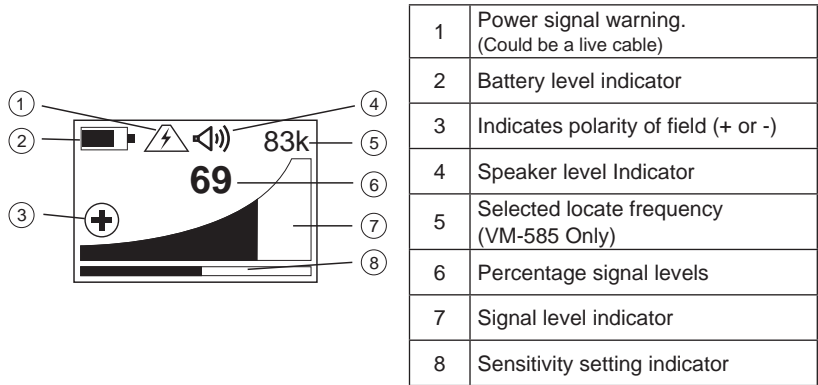 1
2
3
4
5
6
7
8
83k
69
1 Power signal warning.
(Could be a live cable)
2 Battery level indicator
3 Indicates polarity of field (+ or -)
4 Speaker level Indicator
5 Selected locate frequency
(VM-585 Only)
6 Percentage signal levels
7 Signal level indicator
8 Sensitivity setting indicator